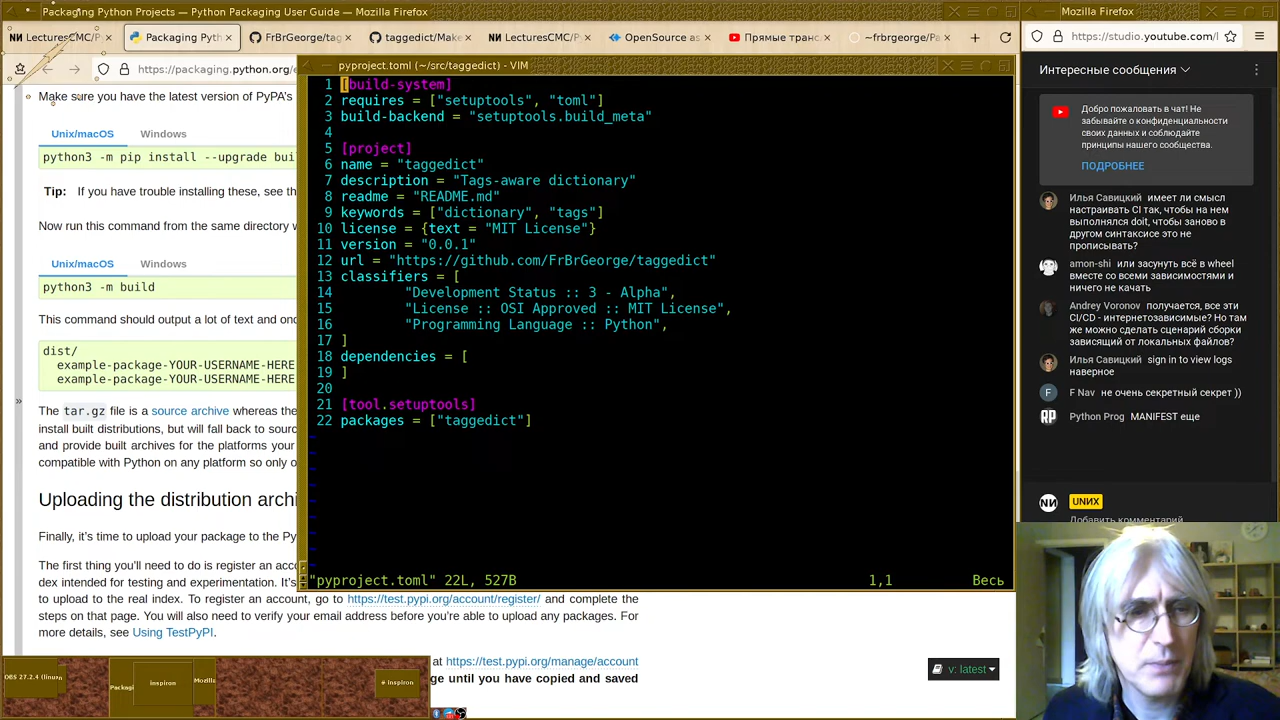 Packaging Python Projects — Python Packaging User Guide — Mozilla Firefox
Mozilla Firefox
LecturesCMC/P
Packaging Pyth
FrBrGeorge/tag
taggedict/Make
LecturesCMC/P
OpenSource as
Прямые транс
~frbrgeorge/Pa
https://packaging.python.org/e
https://studio.youtube.com/l
Make sure you have the latest version of PyPA's
Unix/macOS Windows
python3 -m pip install --upgrade bui
Tip: If you have trouble installing these, see th
Now run this command from the same directory w
Unix/macOS Windows
python3 -m build
This command should output a lot of text and onc
dist/
example-package-YOUR-USERNAME-HERE
example-package-YOUR-USERNAME-HERE
The tar.gz file is a source archive whereas the
install built distributions, but will fall back to sourc
and provide built archives for the platforms your
compatible with Python on any platform so only o
Uploading the distribution archi
Finally, it's time to upload your package to the Py
The first thing you'll need to do is register an acco
dex intended for testing and experimentation. It's
to upload to the real index. To register an account, go to https://test.pypi.org/account/register/ and complete the
steps on that page. You will also need to verify your email address before you're able to upload any packages. For
more details, see Using TestPyPI.
at https://test.pypi.org/manage/account
ge until you have copied and saved
v: latest
pyproject.toml (~/src/taggedict) - VIM
1 [build-system]
2 requires = ["setuptools", "toml"]
3 build-backend = "setuptools.build_meta"
4
5 [project]
6 name = "taggedict"
7 description = "Tags-aware dictionary"
8 readme = "README.md"
9 keywords = ["dictionary", "tags"]
10 license = {text = "MIT License"}
11 version = "0.0.1"
12 url = "https://github.com/FrBrGeorge/taggedict"
13 classifiers = [
14 "Development Status :: 3 - Alpha",
15 "License :: OSI Approved :: MIT License",
16 "Programming Language :: Python",
17 ]
18 dependencies = [
19 ]
20
21 [tool.setuptools]
22 packages = ["taggedict"]
"pyproject.toml" 22L, 527B 1,1 Весь
Интересные сообщения
Добро пожаловать в чат! Не
забывайте о конфиденциальности
своих данных и соблюдайте
принципы нашего сообщества.
ПОДРОБНЕЕ
Илья Савицкий имеет ли смысл
настраивать CI так, чтобы на нем
выполнялся doit, чтобы заново в
другом синтаксисе это не
прописывать?
amon-shi или засунуть всё в wheel
вместе со всеми зависимостями и
ничего не качать
Andrey Voronov получается, все эти
CI/CD - интернетозависимые? Но там
же можно сделать сценарий сборки
зависящий от локальных файлов?
Илья Савицкий sign in to view logs
наверное
F Nav не очень секретный секрет ))
Python Prog MANIFEST еще
UNИX
Добавить комментарий
OBS 27.2.4 (linux
Packagi
inspiron
Mozilla
# inspiron